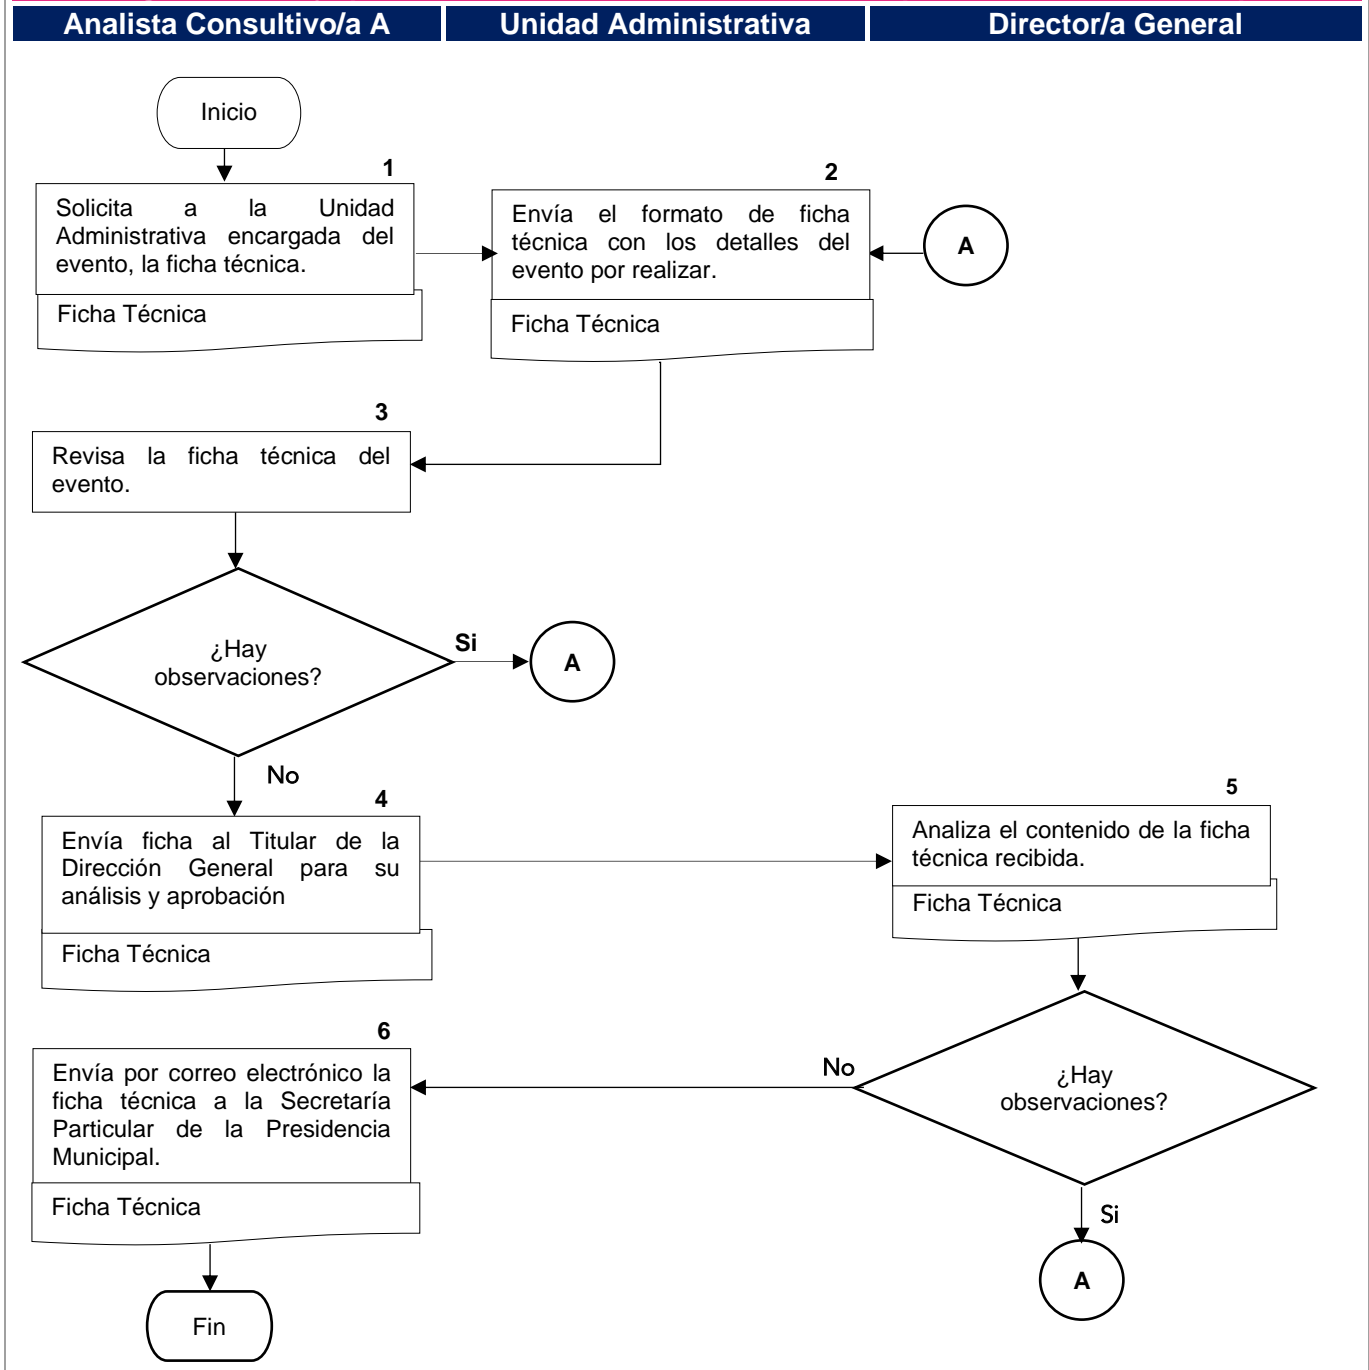 Analista Consultivo/a A
Unidad Administrativa
Director/a General
Inicio
1
Solicita a la Unidad
Administrativa encargada del
evento, la ficha técnica.
Ficha Técnica
2
Envía el formato de ficha
técnica con los detalles del
evento por realizar.
Ficha Técnica
A
3
Revisa la ficha técnica del
evento.
¿Hay
observaciones?
Si
A
No
4
Envía ficha al Titular de la
Dirección General para su
análisis y aprobación
Ficha Técnica
5
Analiza el contenido de la ficha
técnica recibida.
Ficha Técnica
¿Hay
observaciones?
No
Si
A
6
Envía por correo electrónico la
ficha técnica a la Secretaría
Particular de la Presidencia
Municipal.
Ficha Técnica
Fin